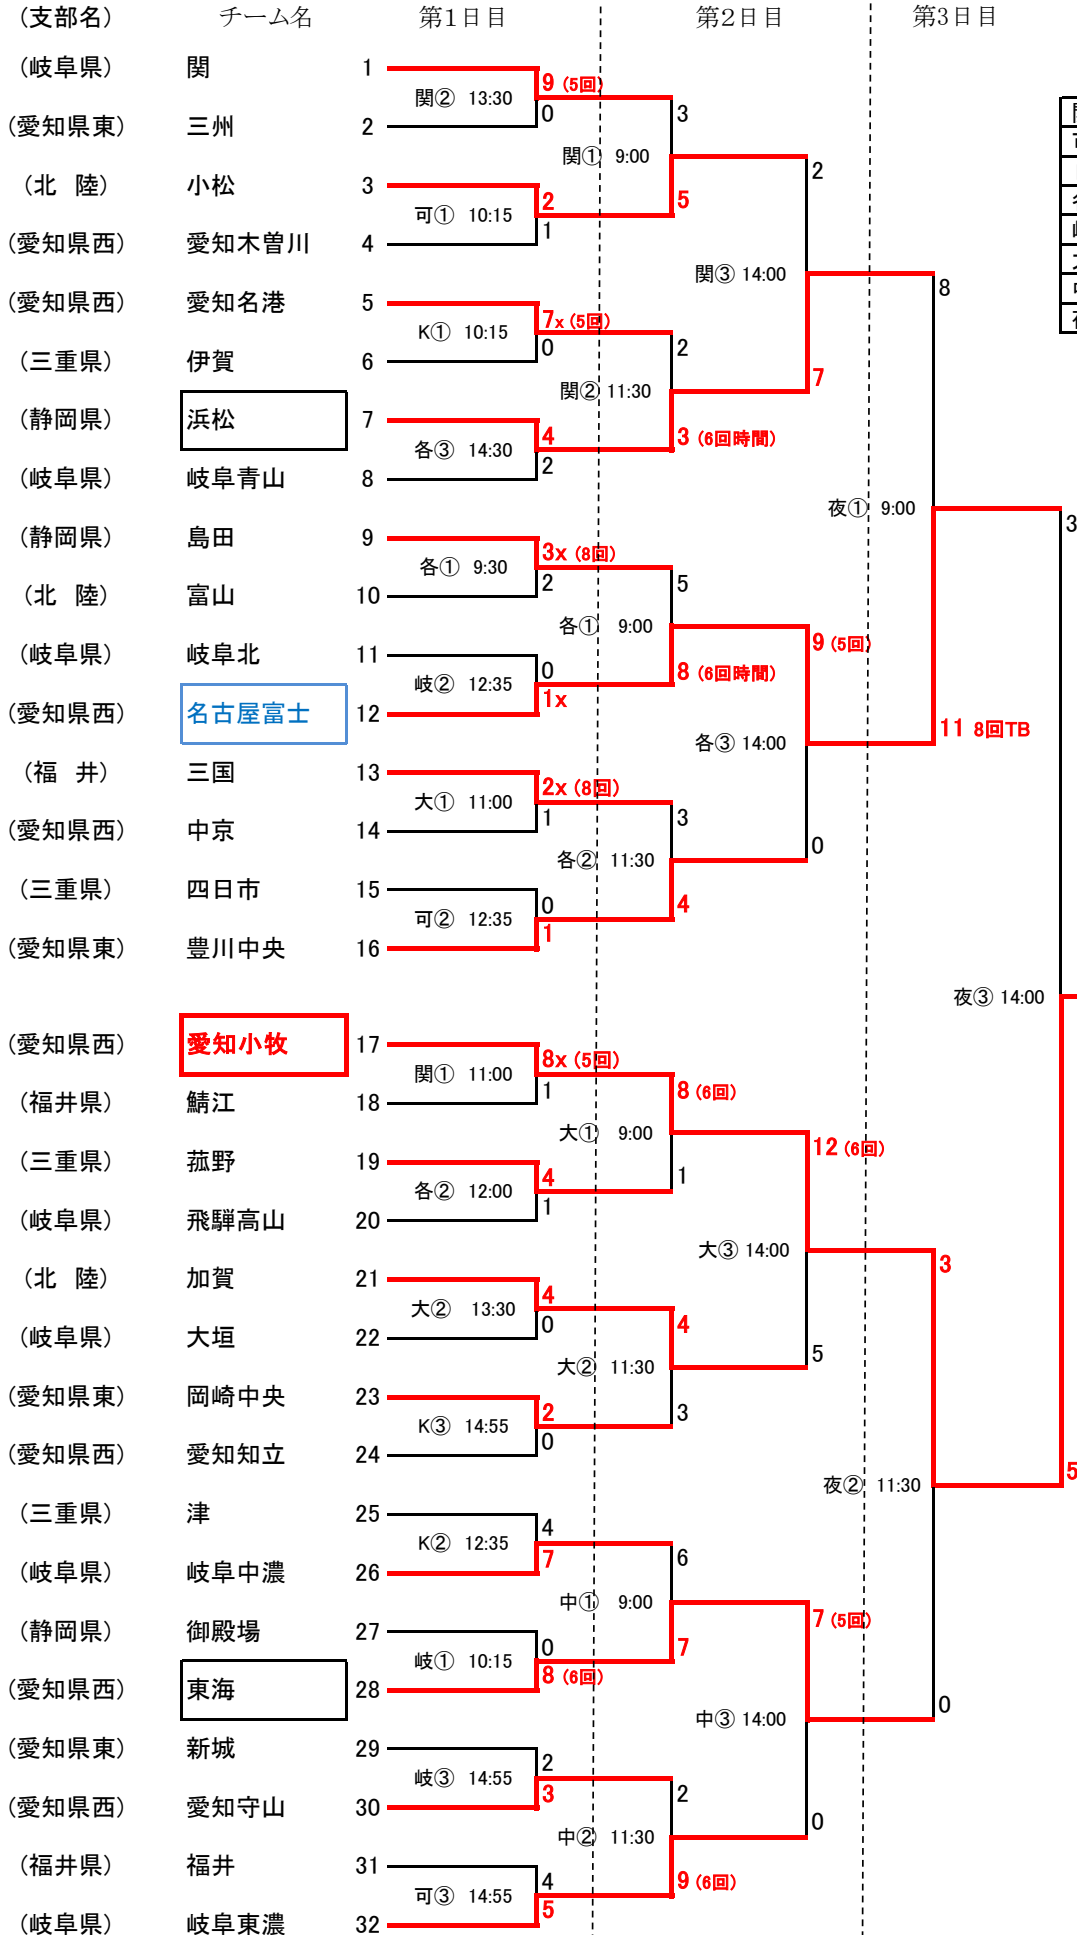 (支部名) チーム名 第1日目 第2日目 第3日目
(岐阜県) 関 1
9 (5回)
関② 13:30
0 3
(愛知県東) 三州 2
関① 9:00
2
(北 陸) 小松 3
2 5
可① 10:15
1
(愛知県西) 愛知木曽川 4
関③ 14:00
8
(愛知県西) 愛知名港 5
7x (5回)
K① 10:15
0 2
(三重県) 伊賀 6
関② 11:30
7
(静岡県) 浜松 7
4 3 (6回時間)
各③ 14:30
2
(岐阜県) 岐阜青山 8
夜① 9:00
3
(静岡県) 島田 9
3x (8回)
各① 9:30
2 5
(北 陸) 富山 10
各① 9:00
9 (5回)
(岐阜県) 岐阜北 11
0 8 (6回時間)
岐② 12:35
1x
(愛知県西) 名古屋富士 12
11 8回TB
各③ 14:00
(福 井) 三国 13
2x (8回)
大① 11:00
1 3
(愛知県西) 中京 14
0
各② 11:30
(三重県) 四日市 15
0 4
可② 12:35
1
(愛知県東) 豊川中央 16
夜③ 14:00
(愛知県西) 愛知小牧 17
8x (5回)
関① 11:00
1 8 (6回)
(福井県) 鯖江 18
大① 9:00
12 (6回)
(三重県) 菰野 19
4 1
各② 12:00
1
(岐阜県) 飛騨高山 20
大③ 14:00
3
(北 陸) 加賀 21
4
大② 13:30
0 4
(岐阜県) 大垣 22
5
大② 11:30
(愛知県東) 岡崎中央 23
2 3
K③ 14:55
0
(愛知県西) 愛知知立 24
5
夜② 11:30
(三重県) 津 25
4
K② 12:35
7 6
(岐阜県) 岐阜中濃 26
中① 9:00
7 (5回)
(静岡県) 御殿場 27
0 7
岐① 10:15
8 (6回)
(愛知県西) 東海 28
0
中③ 14:00
(愛知県東) 新城 29
2
岐③ 14:55
3 2
(愛知県西) 愛知守山 30
0
中② 11:30
(福井県) 福井 31
4 9 (6回)
可③ 14:55
5
(岐阜県) 岐阜東濃 32